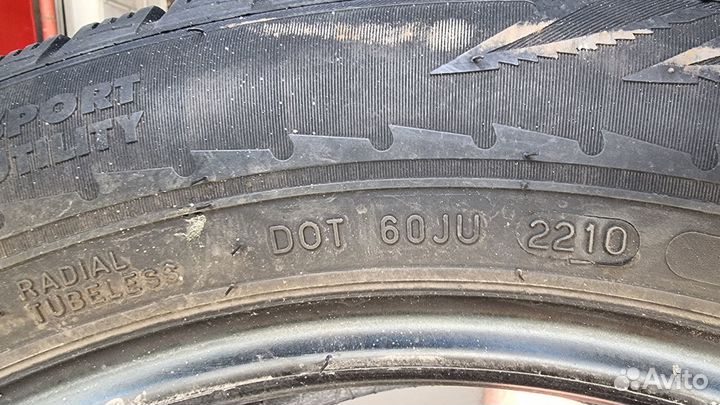 SPORT
UTILITY
DOT 60JU 2210
RADIAL
TUBELESS
Avito